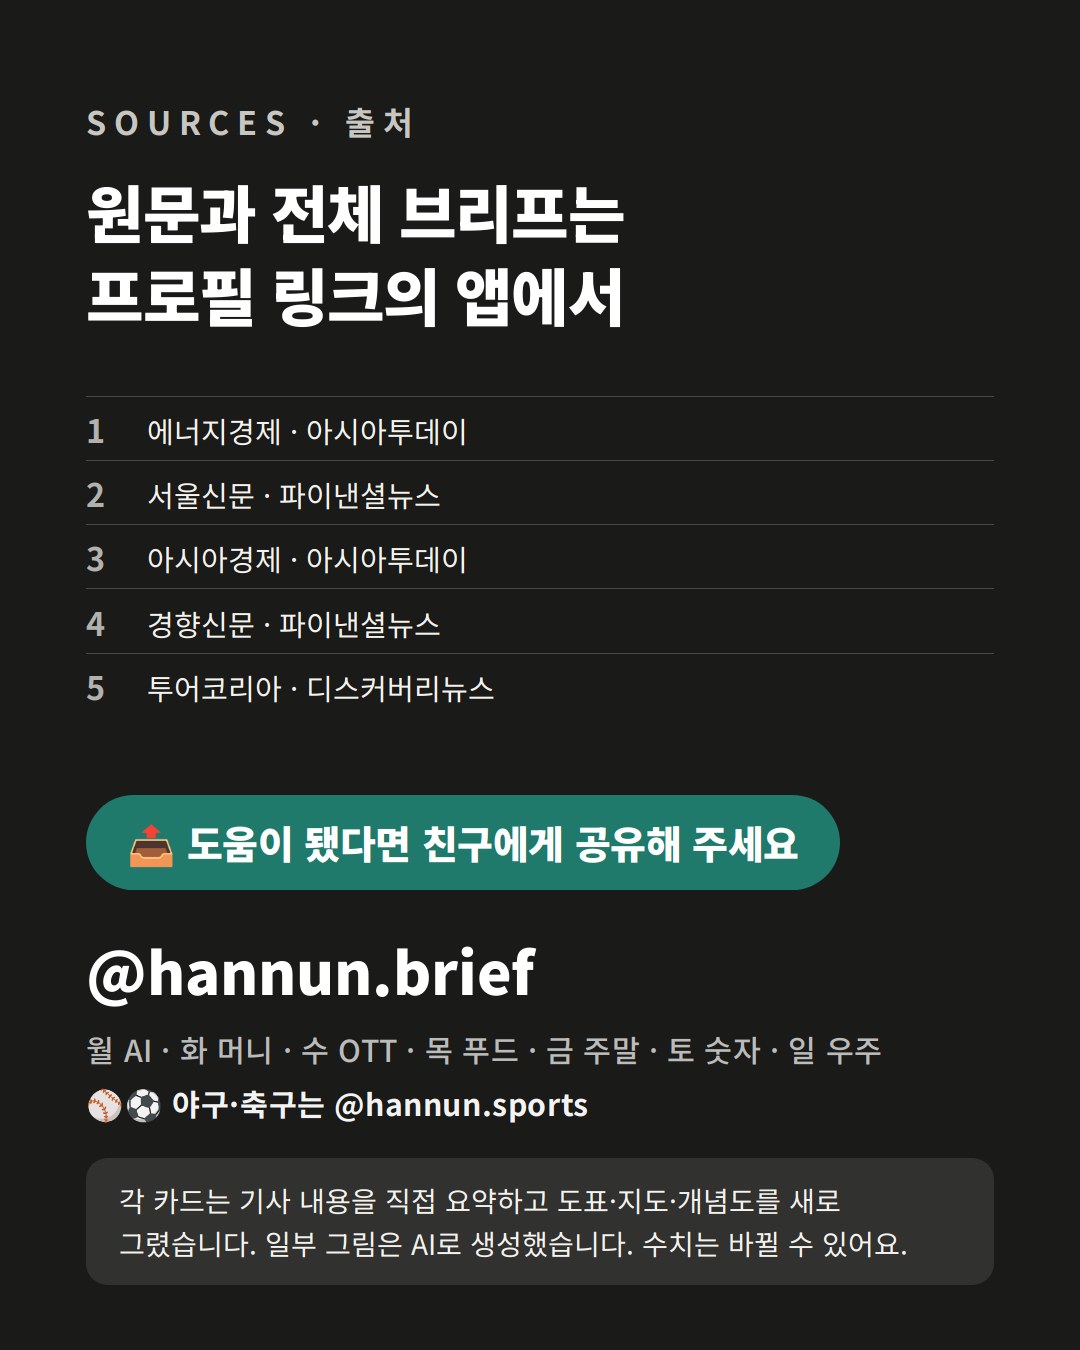 SOURCES · 출처
원문과 전체 브리프는
프로필 링크의 앱에서
1 에너지경제 · 아시아투데이
2 서울신문 · 파이낸셜뉴스
3 아시아경제 · 아시아투데이
4 경향신문 · 파이낸셜뉴스
5 투어코리아 · 디스커버리뉴스
📤 도움이 됐다면 친구에게 공유해 주세요
@hannun.brief
월 AI · 화 머니 · 수 OTT · 목 푸드 · 금 주말 · 토 숫자 · 일 우주
⚾⚽ 야구·축구는 @hannun.sports
각 카드는 기사 내용을 직접 요약하고 도표·지도·개념도를 새로
그렸습니다. 일부 그림은 AI로 생성했습니다. 수치는 바뀔 수 있어요.